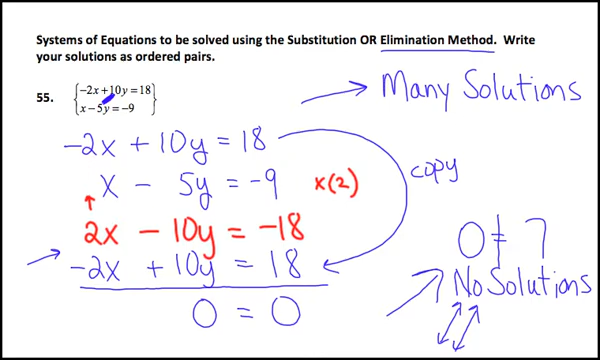 Systems of Equations to be solved using the Substitution OR Elimination Method. Write
your solutions as ordered pairs.
55. {-2x+10y=18
x-5y=-9}
→ Many Solutions
-2x + 10y = 18
x - 5y = -9 x(2)
copy
2x - 10y = -18
-2x + 10y = 18
0 = 0
0 ≠ 7
No Solutions